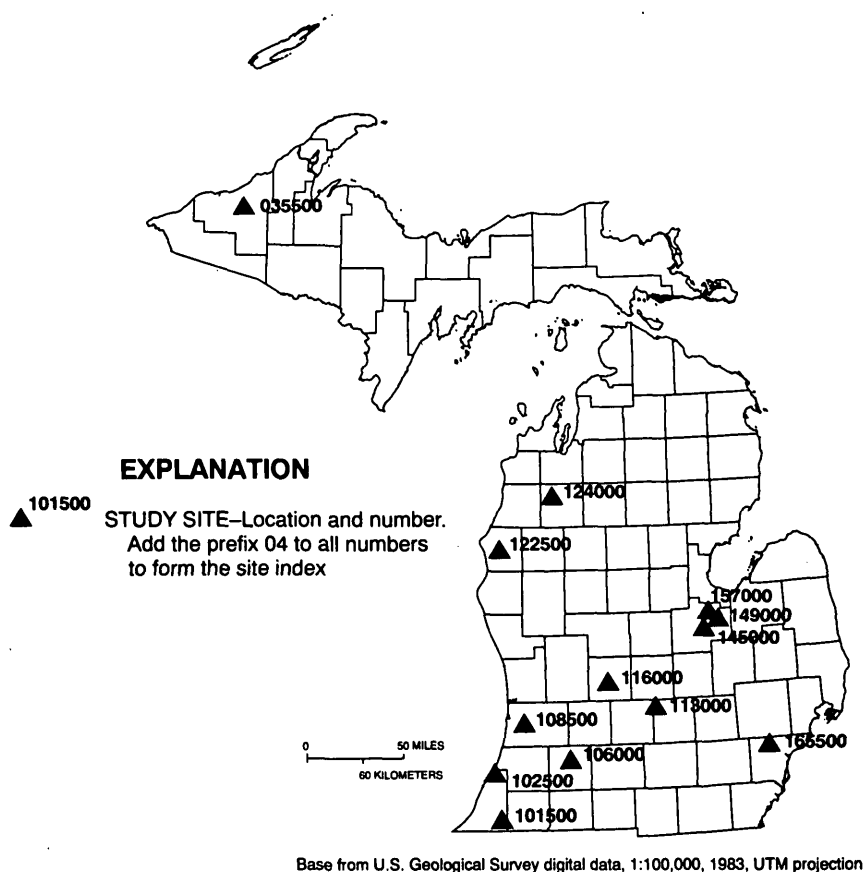 035500
EXPLANATION
101500
STUDY SITE–Location and number.
Add the prefix 04 to all numbers
to form the site index
124000
122500
157000
149000
145000
116000
113000
108500
165500
106000
102500
101500
0 50 MILES
60 KILOMETERS
Base from U.S. Geological Survey digital data, 1:100,000, 1983, UTM projection